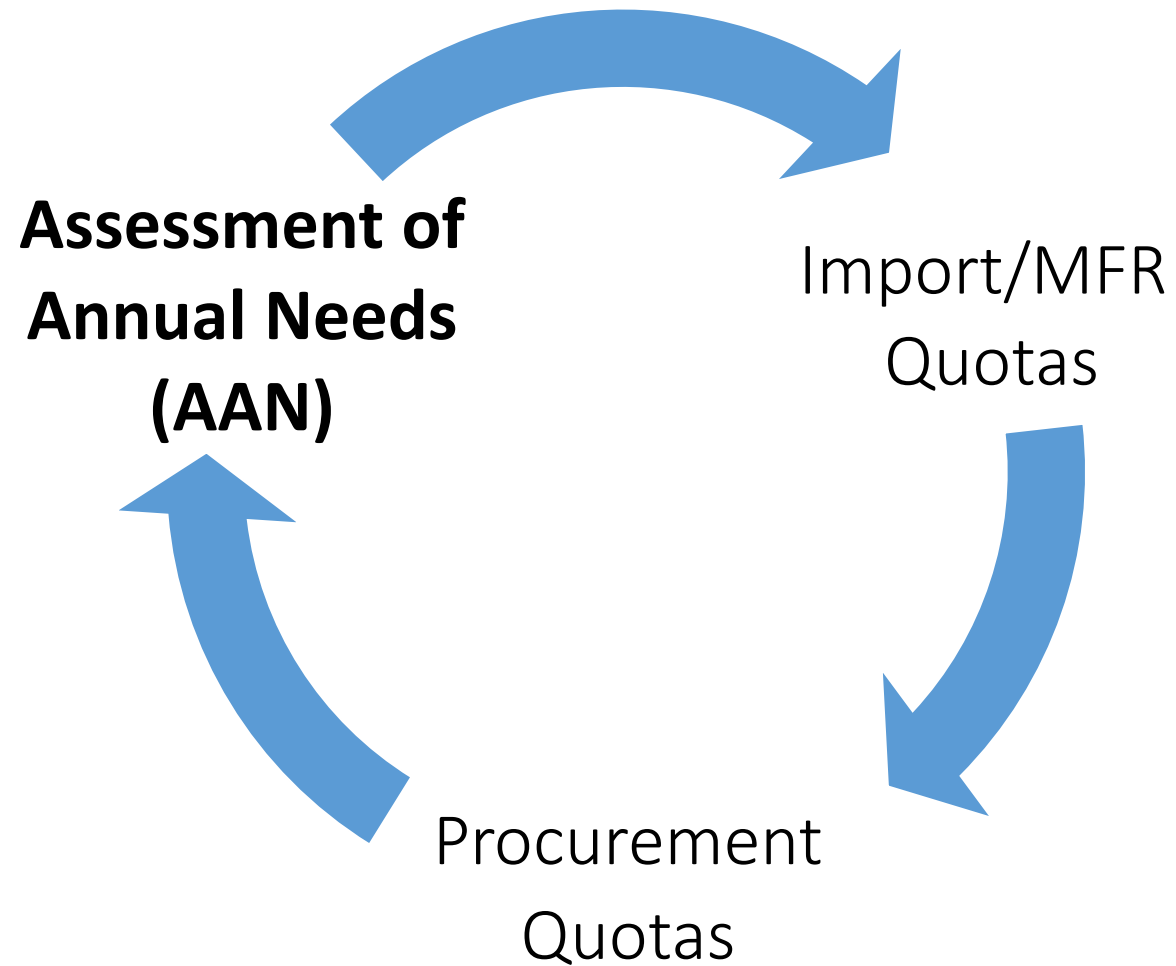 Assessment of
Annual Needs
(AAN)
Import/MFR
Quotas
Procurement
Quotas